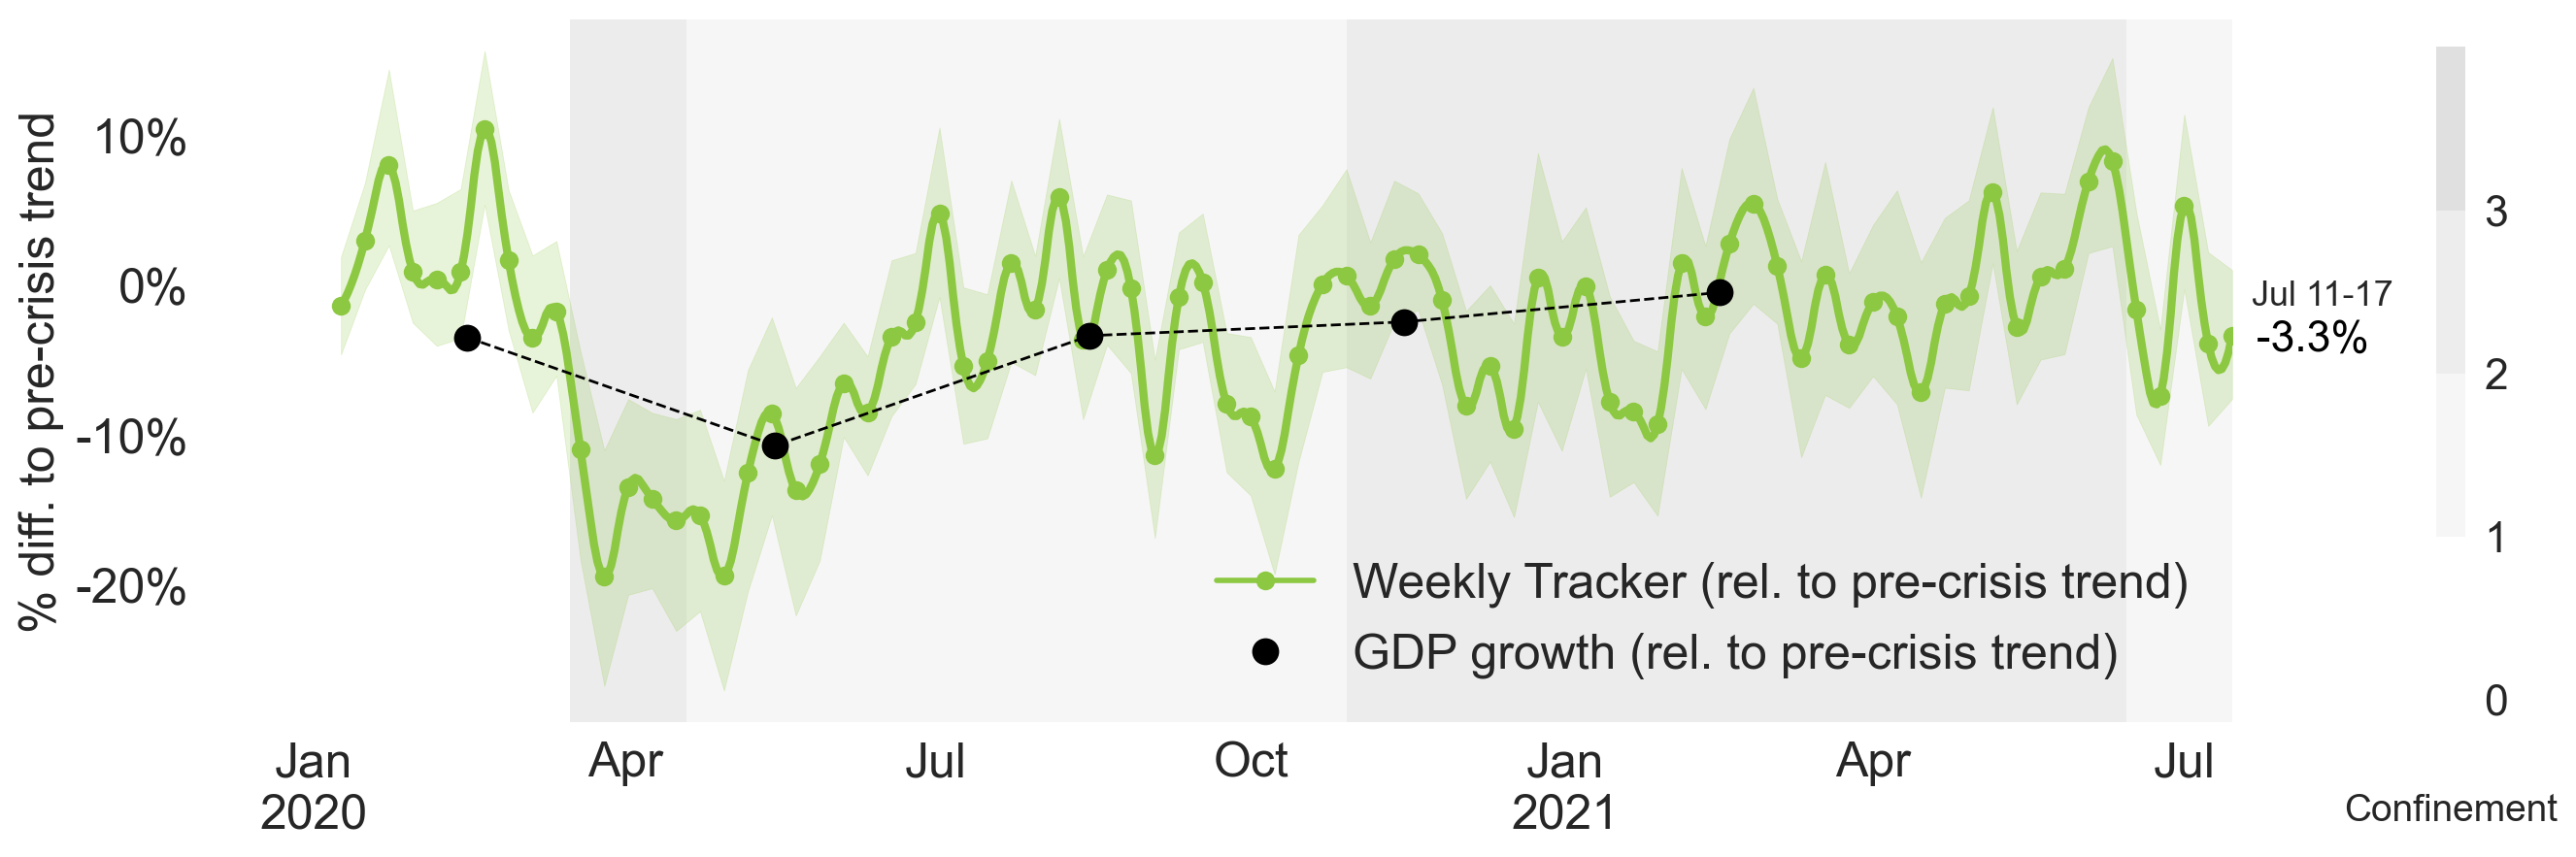 % diff. to pre-crisis trend
10%
0%
-10%
-20%
Jan
2020
Apr
Jul
Oct
Jan
2021
Apr
Jul
Weekly Tracker (rel. to pre-crisis trend)
GDP growth (rel. to pre-crisis trend)
Jul 11-17
-3.3%
3
2
1
0
Confinement